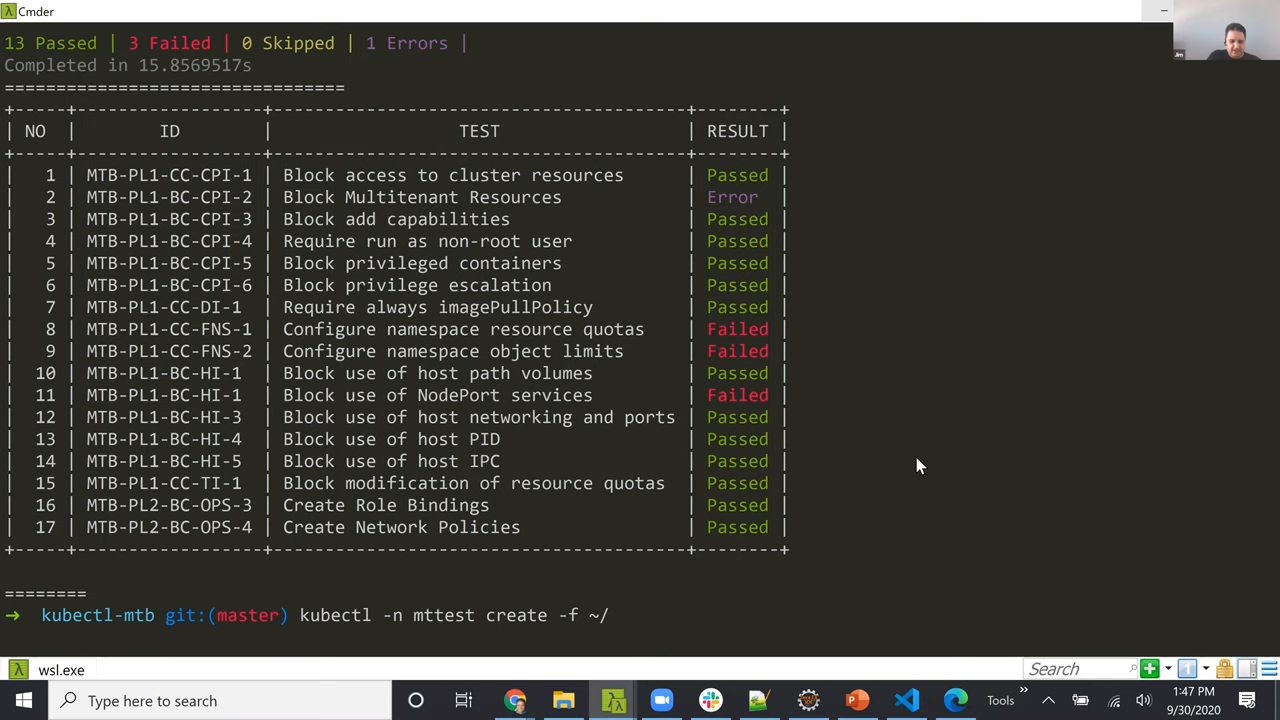 Cmder
13 Passed | 3 Failed | 0 Skipped | 1 Errors |
Completed in 15.8569517s
=================================
+-----+------------------+----------------------------------------+--------+
| NO | ID | TEST | RESULT |
+-----+------------------+----------------------------------------+--------+
| 1 | MTB-PL1-CC-CPI-1 | Block access to cluster resources | Passed |
| 2 | MTB-PL1-BC-CPI-2 | Block Multitenant Resources | Error |
| 3 | MTB-PL1-BC-CPI-3 | Block add capabilities | Passed |
| 4 | MTB-PL1-BC-CPI-4 | Require run as non-root user | Passed |
| 5 | MTB-PL1-BC-CPI-5 | Block privileged containers | Passed |
| 6 | MTB-PL1-BC-CPI-6 | Block privilege escalation | Passed |
| 7 | MTB-PL1-CC-DI-1 | Require always imagePullPolicy | Passed |
| 8 | MTB-PL1-CC-FNS-1 | Configure namespace resource quotas | Failed |
| 9 | MTB-PL1-CC-FNS-2 | Configure namespace object limits | Failed |
| 10 | MTB-PL1-BC-HI-1 | Block use of host path volumes | Passed |
| 11 | MTB-PL1-BC-HI-1 | Block use of NodePort services | Failed |
| 12 | MTB-PL1-BC-HI-3 | Block use of host networking and ports | Passed |
| 13 | MTB-PL1-BC-HI-4 | Block use of host PID | Passed |
| 14 | MTB-PL1-BC-HI-5 | Block use of host IPC | Passed |
| 15 | MTB-PL1-CC-TI-1 | Block modification of resource quotas | Passed |
| 16 | MTB-PL2-BC-OPS-3 | Create Role Bindings | Passed |
| 17 | MTB-PL2-BC-OPS-4 | Create Network Policies | Passed |
+-----+------------------+----------------------------------------+--------+
========
→ kubectl-mtb git:(master) kubectl -n mttest create -f ~/
wsl.exe
Search
1
Type here to search
Tools
1:47 PM
9/30/2020